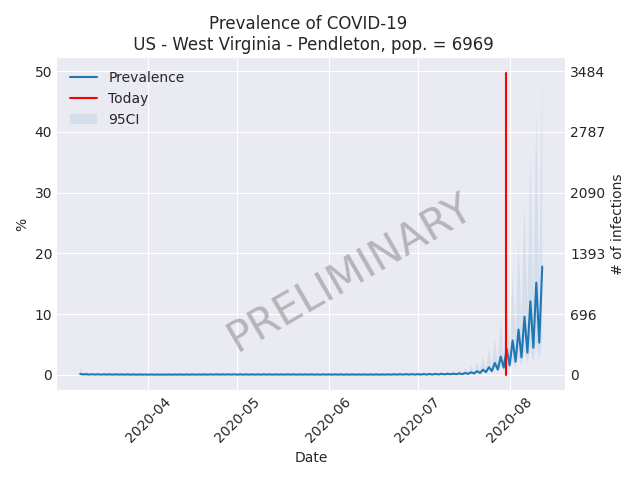 Prevalence of COVID-19
US - West Virginia - Pendleton, pop. = 6969
Prevalence
Today
95CI
50
40
30
20
10
0
%
3484
2787
2090
1393
696
0
# of infections
PRELIMINARY
2020-04
2020-05
2020-06
2020-07
2020-08
Date